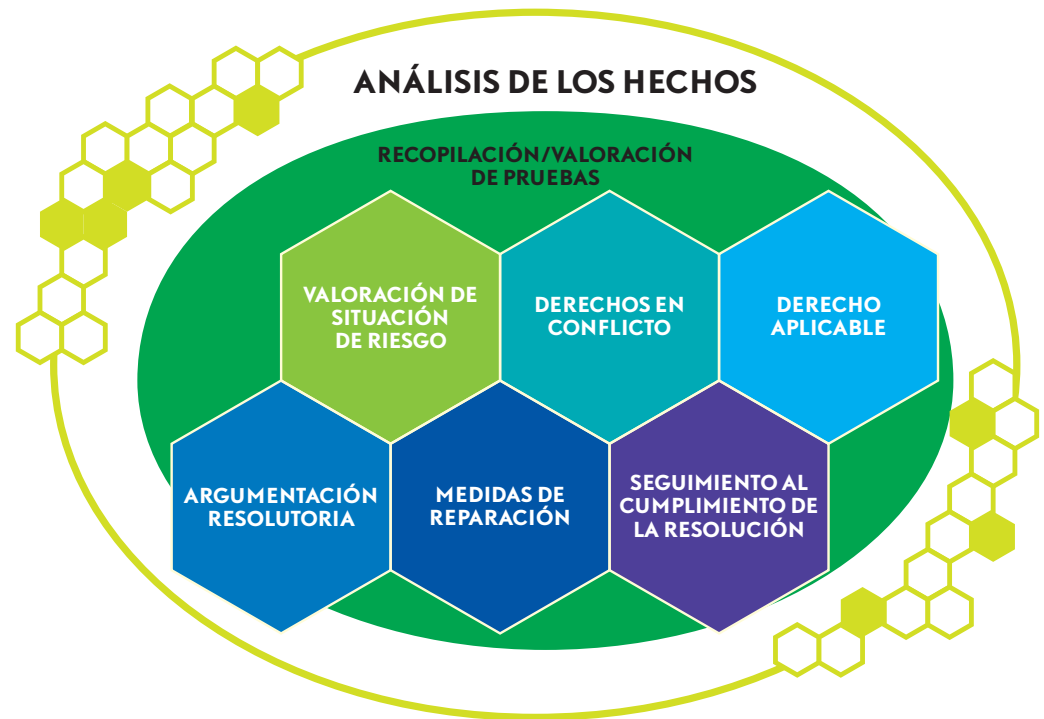 ANÁLISIS DE LOS HECHOS
RECOPILACIÓN/VALORACIÓN
DE PRUEBAS
VALORACIÓN DE
SITUACIÓN
DE RIESGO
DERECHOS EN
CONFLICTO
DERECHO
APLICABLE
ARGUMENTACIÓN
RESOLUTORIA
MEDIDAS DE
REPARACIÓN
SEGUIMIENTO AL
CUMPLIMIENTO DE
LA RESOLUCIÓN